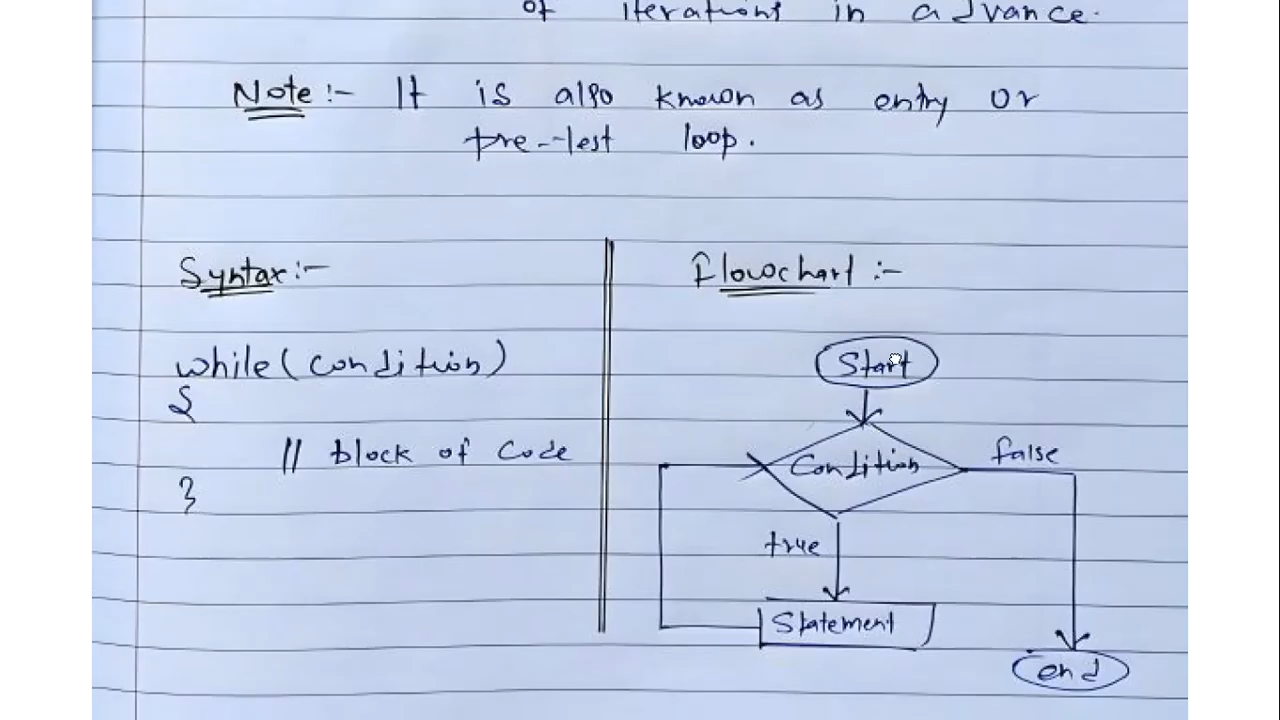 of iterations in advance.
Note :- It is also known as entry or
pre-test loop.
Syntax :-
while (condition)
{
// block of code
}
Flowchart :-
Start
Condition
false
true
Statement
end